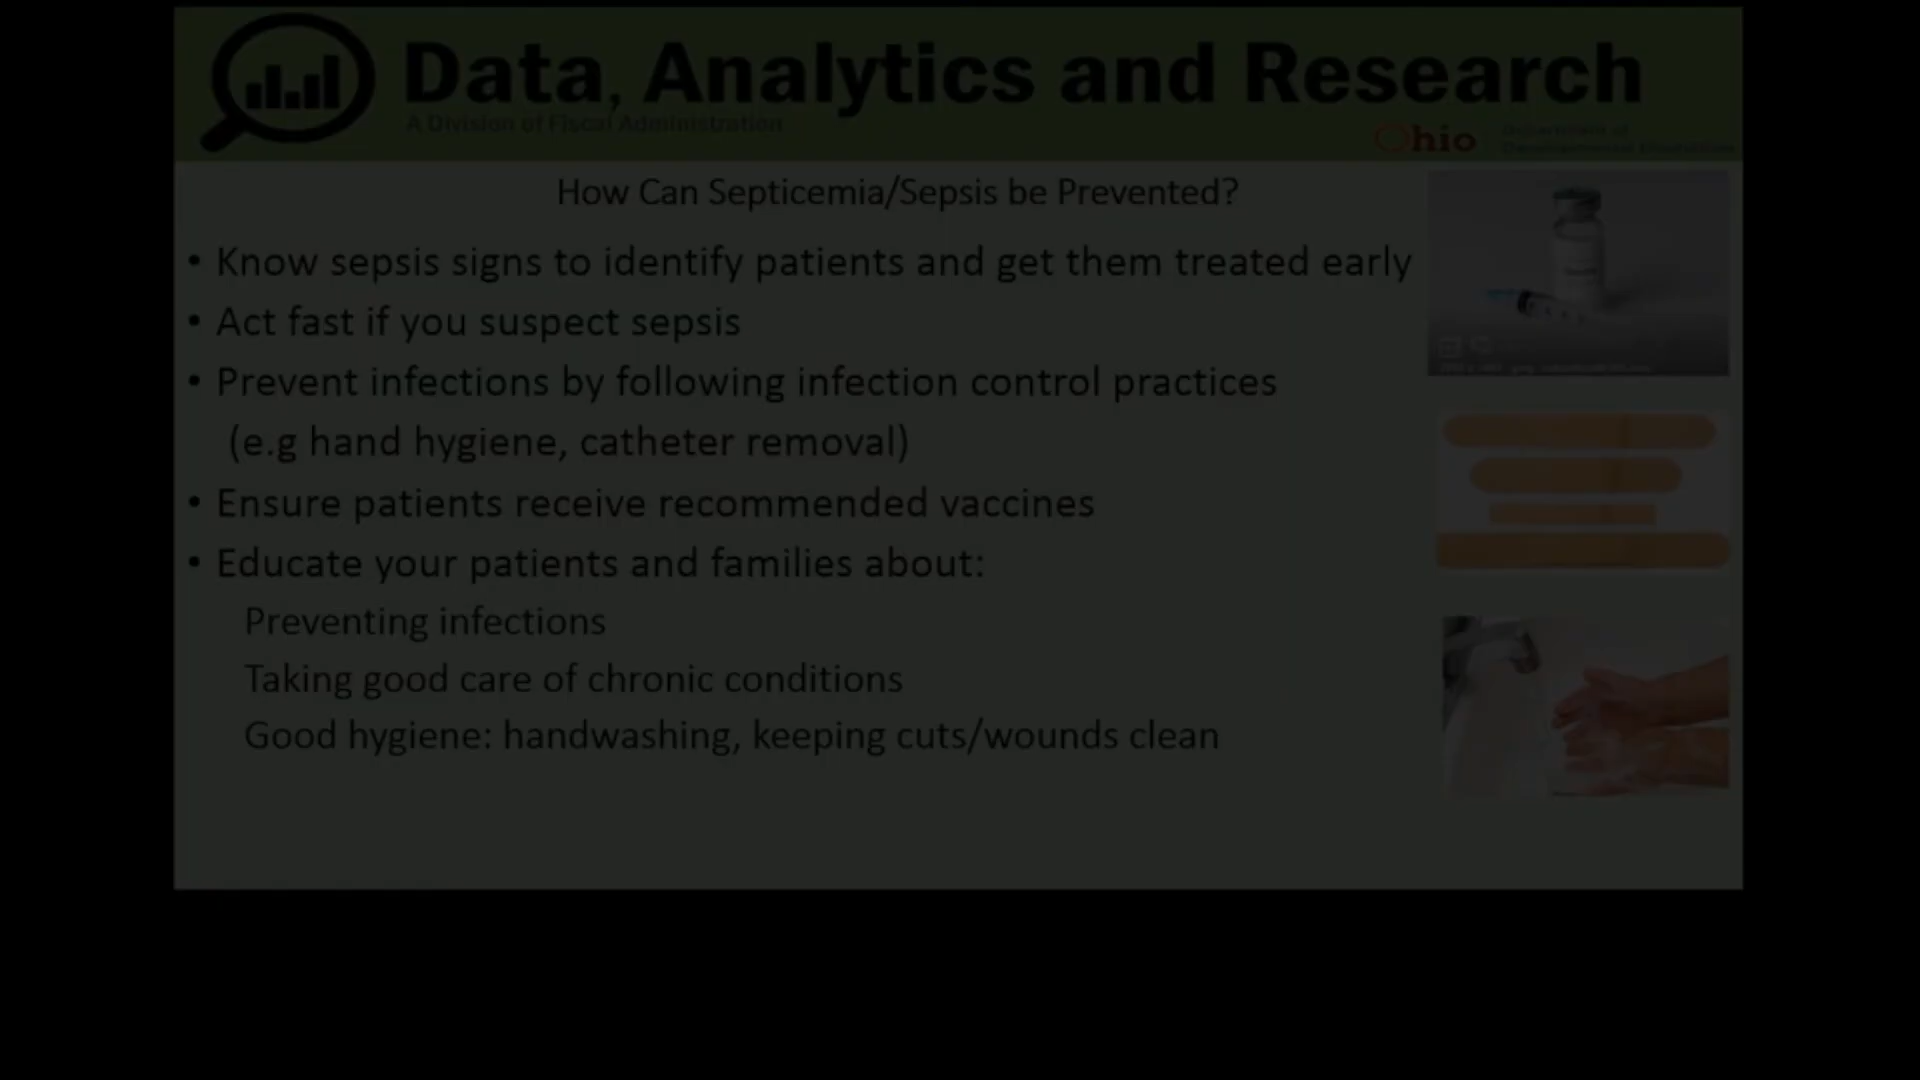 Data, Analytics and Research
A Division of Fiscal Administration
Ohio
Department of
How Can Septicemia/Sepsis be Prevented?
• Know sepsis signs to identify patients and get them treated early
• Act fast if you suspect sepsis
• Prevent infections by following infection control practices
(e.g hand hygiene, catheter removal)
• Ensure patients receive recommended vaccines
• Educate your patients and families about:
Preventing infections
Taking good care of chronic conditions
Good hygiene: handwashing, keeping cuts/wounds clean